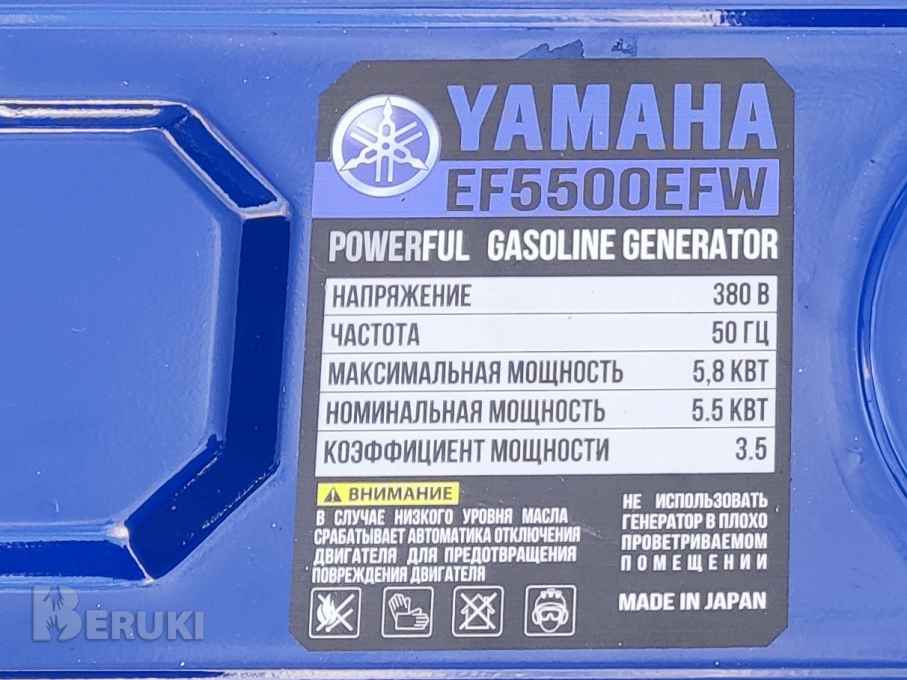 YAMAHA
EF5500EFW
POWERFUL GASOLINE GENERATOR
НАПРЯЖЕНИЕ 380 В
ЧАСТОТА 50 ГЦ
МАКСИМАЛЬНАЯ МОЩНОСТЬ 5,8 КВТ
НОМИНАЛЬНАЯ МОЩНОСТЬ 5.5 КВТ
КОЭФФИЦИЕНТ МОЩНОСТИ 3.5
ВНИМАНИЕ
В СЛУЧАЕ НИЗКОГО УРОВНЯ МАСЛА
СРАБАТЫВАЕТ АВТОМАТИКА ОТКЛЮЧЕНИЯ
ДВИГАТЕЛЯ ДЛЯ ПРЕДОТВРАЩЕНИЯ
ПОВРЕЖДЕНИЯ ДВИГАТЕЛЯ
НЕ ИСПОЛЬЗОВАТЬ
ГЕНЕРАТОР В ПЛОХО
ПРОВЕТРИВАЕМОМ
ПОМЕЩЕНИИ
MADE IN JAPAN
BERUKI